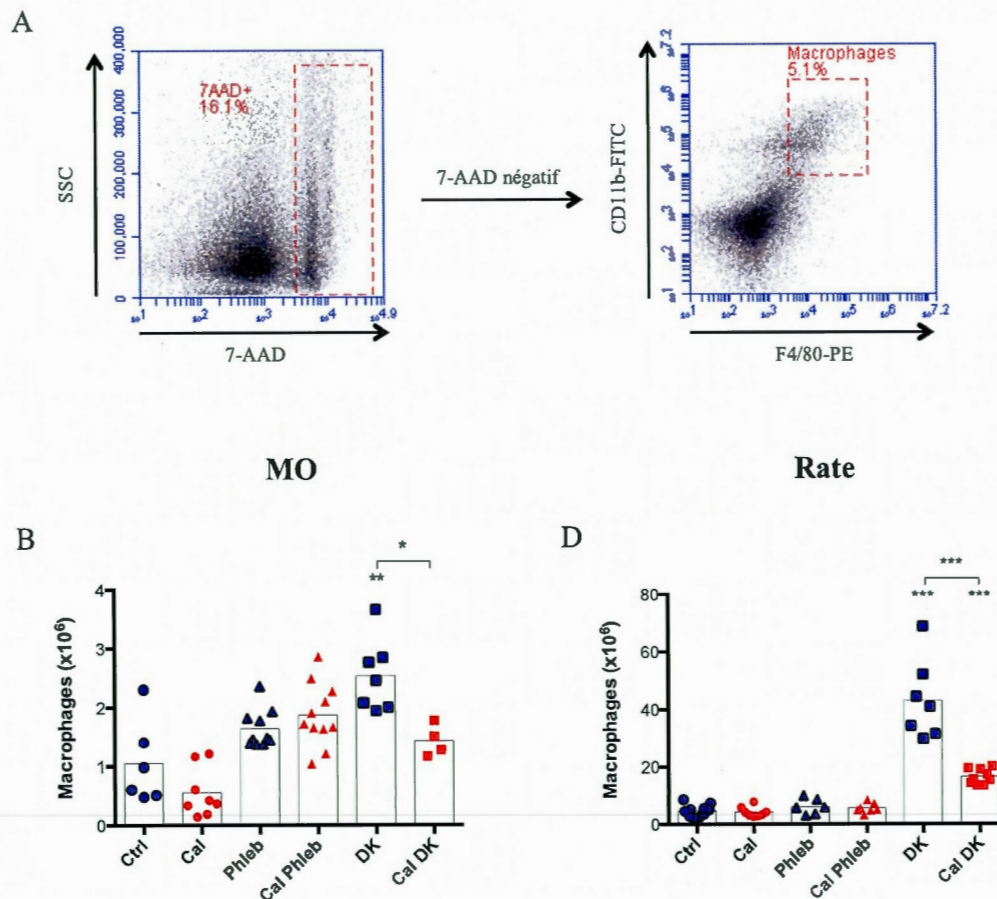 A
400,000
300,000
200,000
100,000
0
SSC
7AAD+
16.1%
7-AAD
7-AAD négatif
Macrophages
5.1%
CD11b-FITC
F4/80-PE
MO
Rate
B
Macrophages (x10⁶)
4
3
2
1
0
*
**
Ctrl
Cal
Phleb
Cal Phleb
DK
Cal DK
D
Macrophages (x10⁶)
80
60
40
20
0
***
*** ***
Ctrl
Cal
Phleb
Cal Phleb
DK
Cal DK